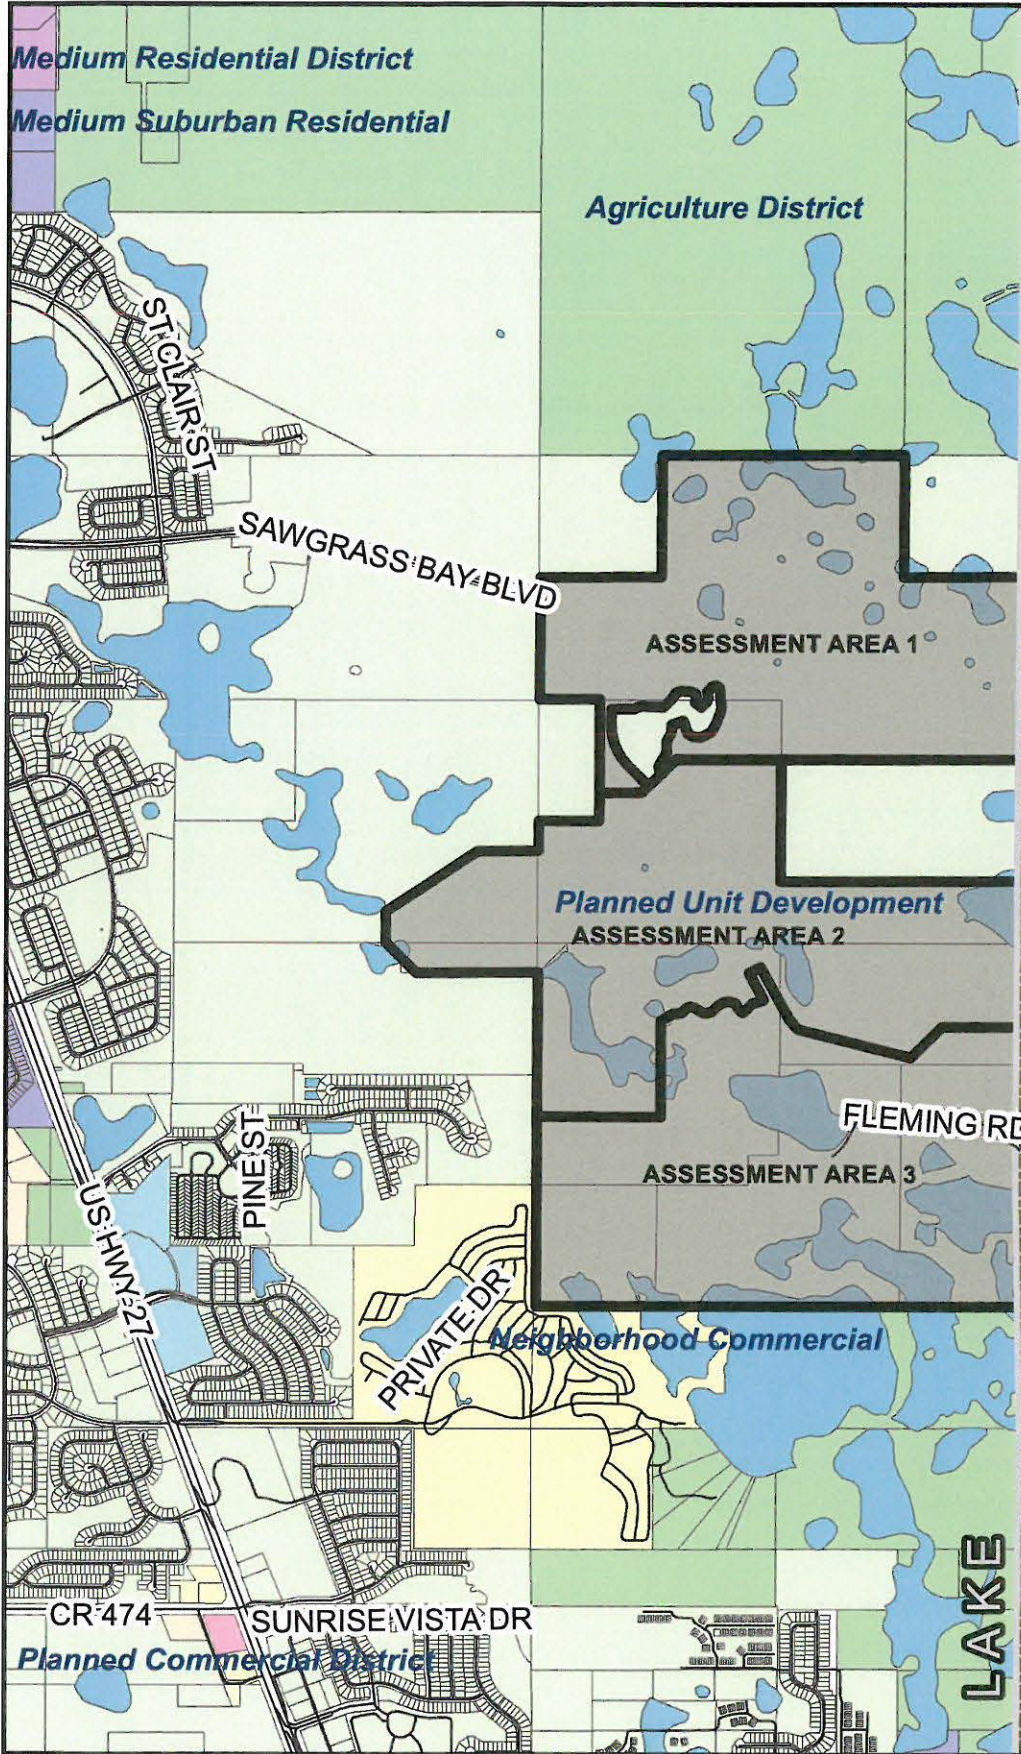 Medium Residential District
Medium Suburban Residential
Agriculture District
ST CLAIR ST
SAWGRASS BAY BLVD
ASSESSMENT AREA 1
Planned Unit Development
ASSESSMENT AREA 2
FLEMING RD
PINE ST
ASSESSMENT AREA 3
US HWY 27
PRIVATE DR
Neighborhood Commercial
LAKE
CR 474
SUNRISE VISTA DR
Planned Commercial District